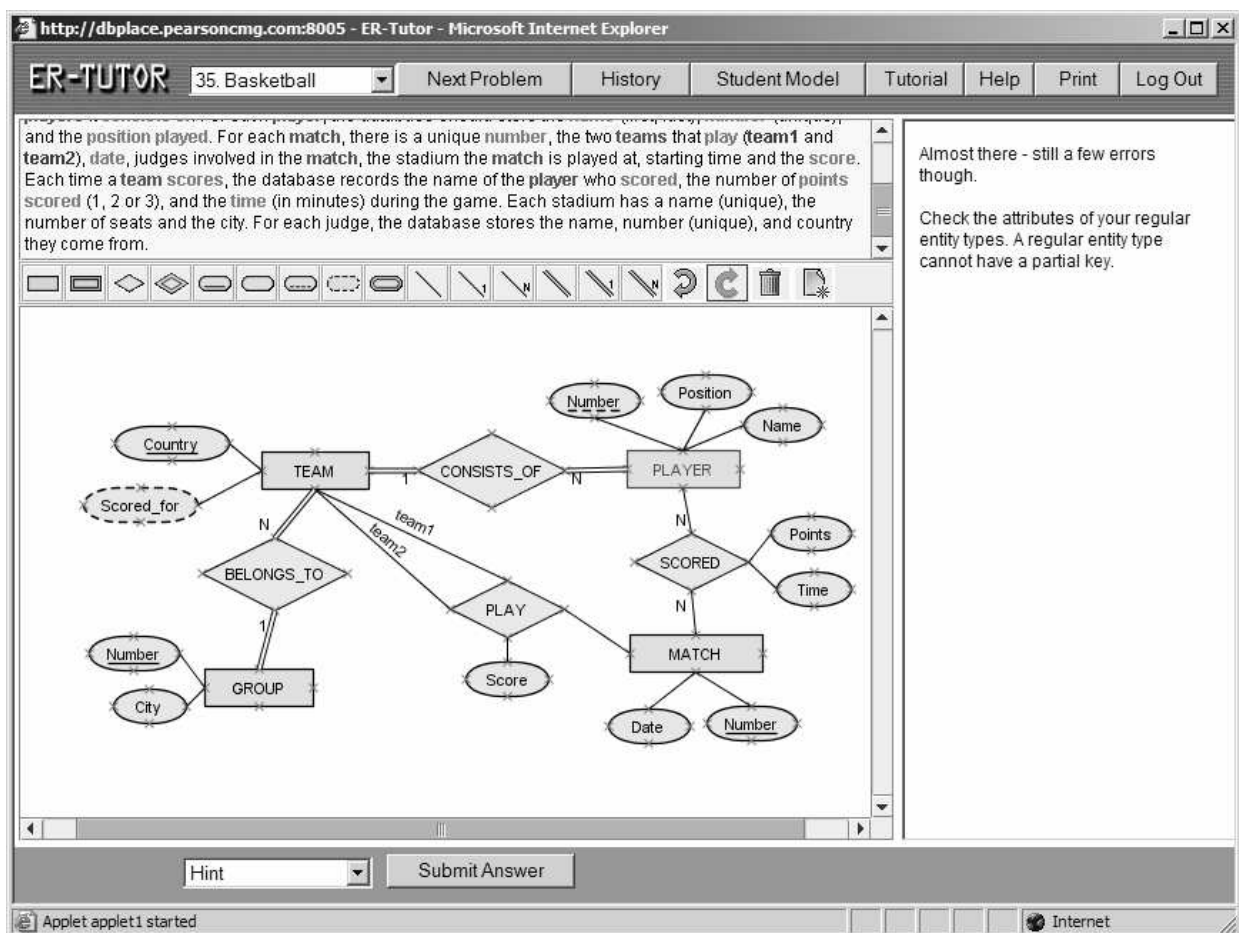 http://dbplace.pearsoncmg.com:8005 - ER-Tutor - Microsoft Internet Explorer
ER-TUTOR 35. Basketball Next Problem History Student Model Tutorial Help Print Log Out
and the position played. For each match, there is a unique number, the two teams that play (team1 and
team2), date, judges involved in the match, the stadium the match is played at, starting time and the score.
Each time a team scores, the database records the name of the player who scored, the number of points
scored (1, 2 or 3), and the time (in minutes) during the game. Each stadium has a name (unique), the
number of seats and the city. For each judge, the database stores the name, number (unique), and country
they come from.
Almost there - still a few errors
though.
Check the attributes of your regular
entity types. A regular entity type
cannot have a partial key.
1 N 1 N
Position
Number
Name
Country
TEAM 1 CONSISTS_OF N PLAYER
Scored_for
team1
team2
N
N
Points
SCORED
BELONGS_TO
Time
PLAY
N
1
Number
MATCH
Score
GROUP
City
Date
Number
Hint Submit Answer
Applet applet1 started Internet